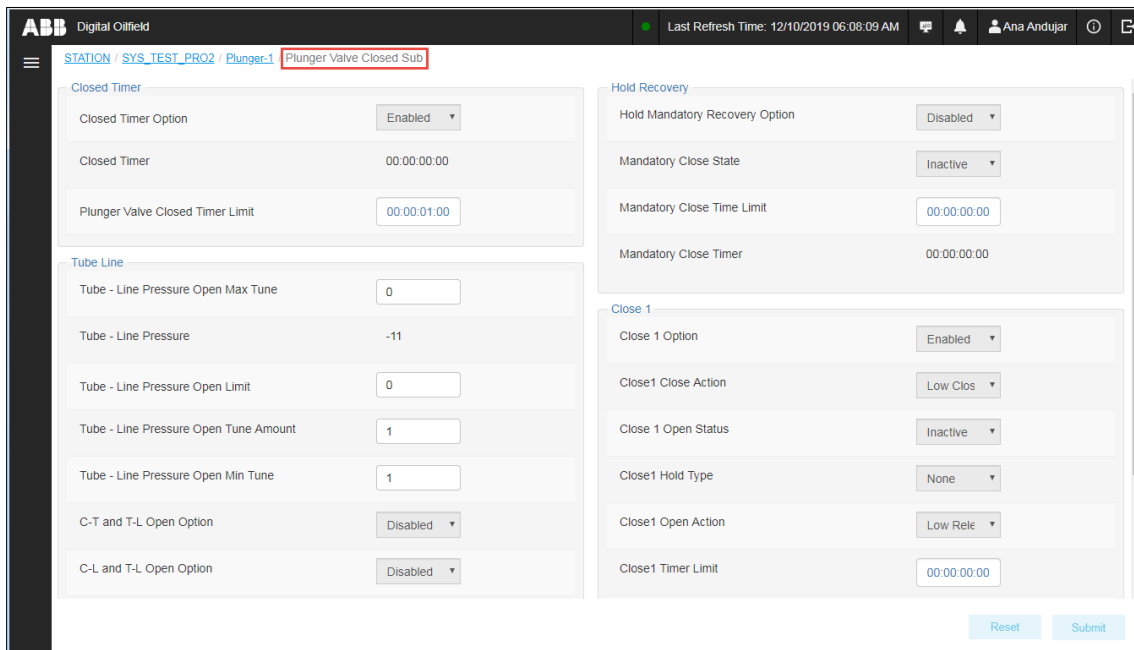 ABB Digital Oilfield
Last Refresh Time: 12/10/2019 06:08:09 AM
Ana Andujar
STATION / SYS_TEST_PRO2 / Plunger-1 / Plunger Valve Closed Sub
Closed Timer
Closed Timer Option Enabled
Closed Timer 00:00:00:00
Plunger Valve Closed Timer Limit 00:00:01:00
Tube Line
Tube - Line Pressure Open Max Tune 0
Tube - Line Pressure -11
Tube - Line Pressure Open Limit 0
Tube - Line Pressure Open Tune Amount 1
Tube - Line Pressure Open Min Tune 1
C-T and T-L Open Option Disabled
C-L and T-L Open Option Disabled
Hold Recovery
Hold Mandatory Recovery Option Disabled
Mandatory Close State Inactive
Mandatory Close Time Limit 00:00:00:00
Mandatory Close Timer 00:00:00:00
Close 1
Close 1 Option Enabled
Close1 Close Action Low Clos
Close 1 Open Status Inactive
Close1 Hold Type None
Close1 Open Action Low Rele
Close1 Timer Limit 00:00:00:00
Reset Submit